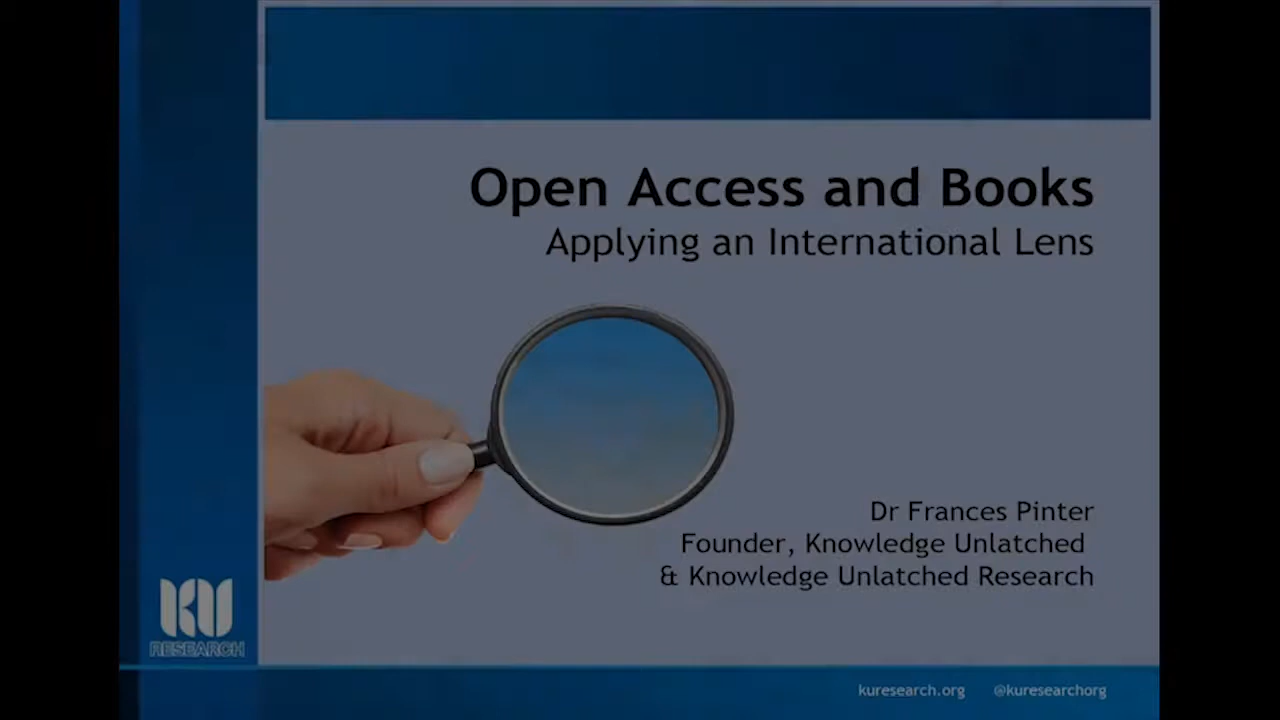 Open Access and Books
Applying an International Lens
Dr Frances Pinter
Founder, Knowledge Unlatched
& Knowledge Unlatched Research
KU
RESEARCH
kuresearch.org @kuresearchorg